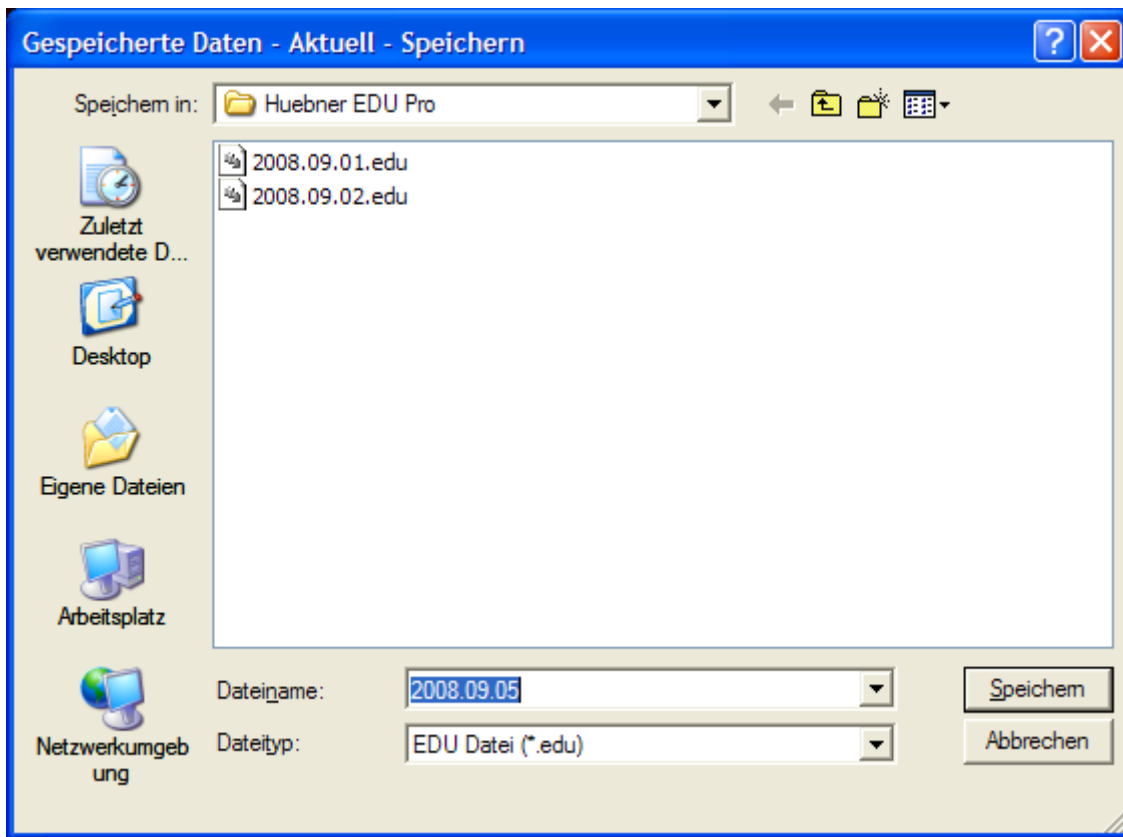 Gespeicherte Daten - Aktuell - Speichern
Speichern in:
Huebner EDU Pro
2008.09.01.edu
2008.09.02.edu
Zuletzt
verwendete D...
Desktop
Eigene Dateien
Arbeitsplatz
Netzwerkumgeb
ung
Dateiname:
2008.09.05
Speichern
Dateityp:
EDU Datei (*.edu)
Abbrechen